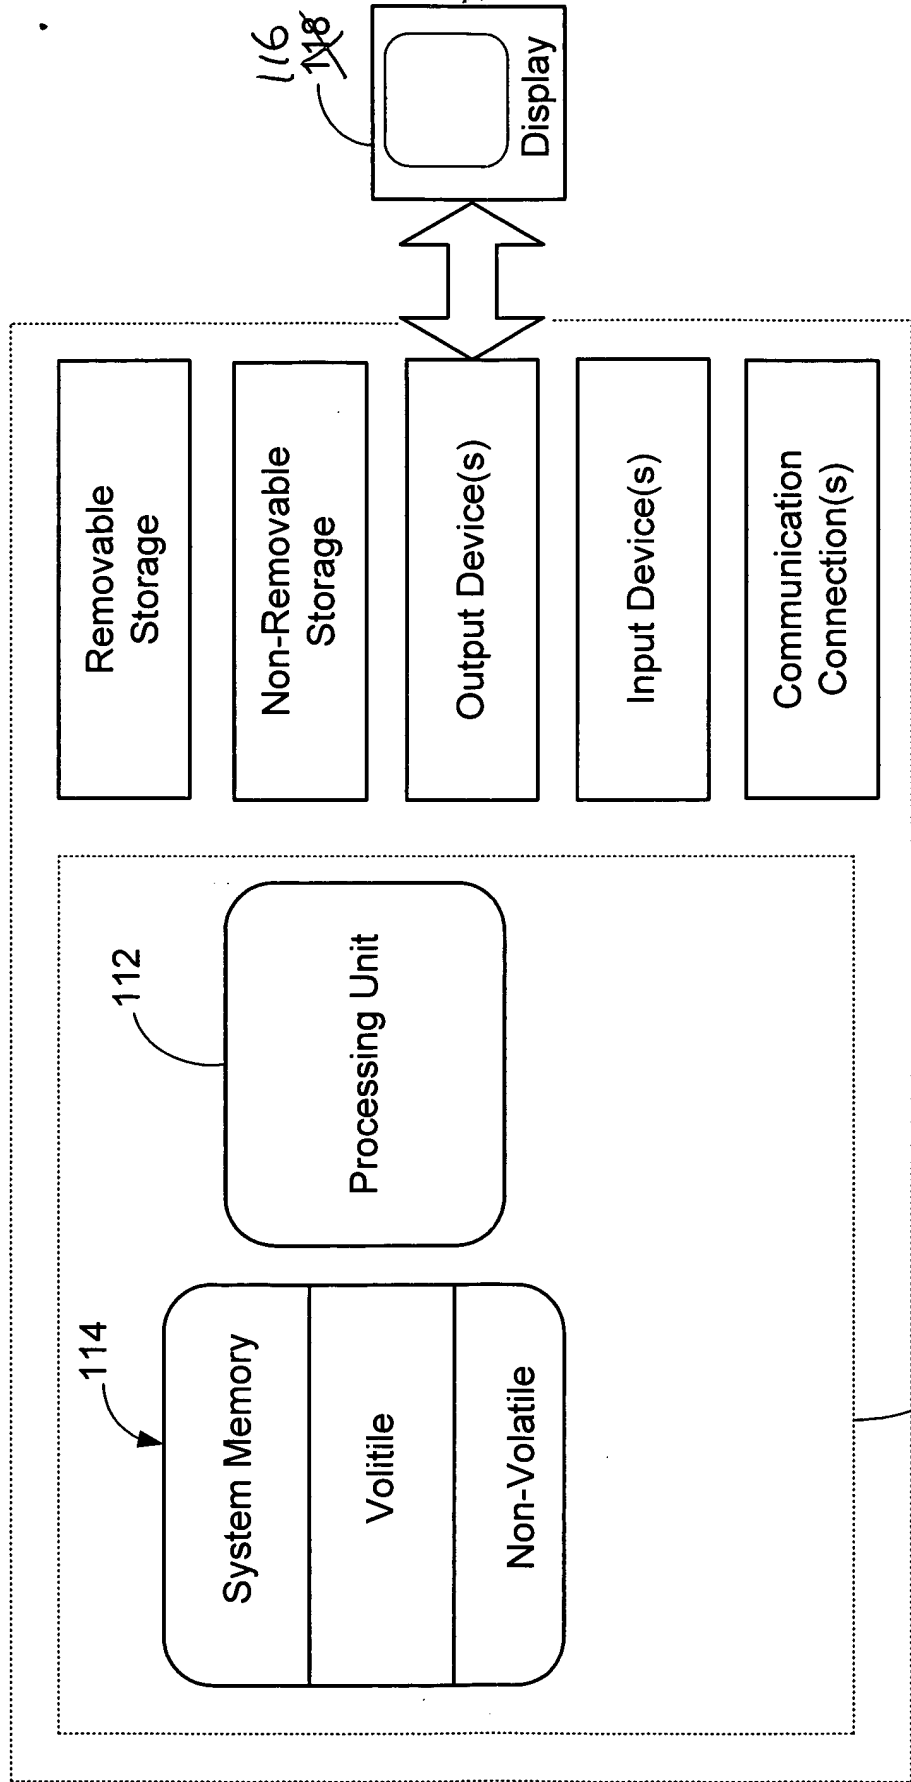 114
System Memory
Volitile
Non-Volatile
112
Processing Unit
Removable
Storage
Non-Removable
Storage
Output Device(s)
Input Device(s)
Communication
Connection(s)
116
118
Display